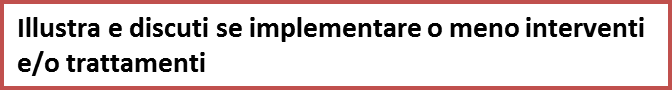 Illustra e discuti se implementare o meno interventi
e/o trattamenti